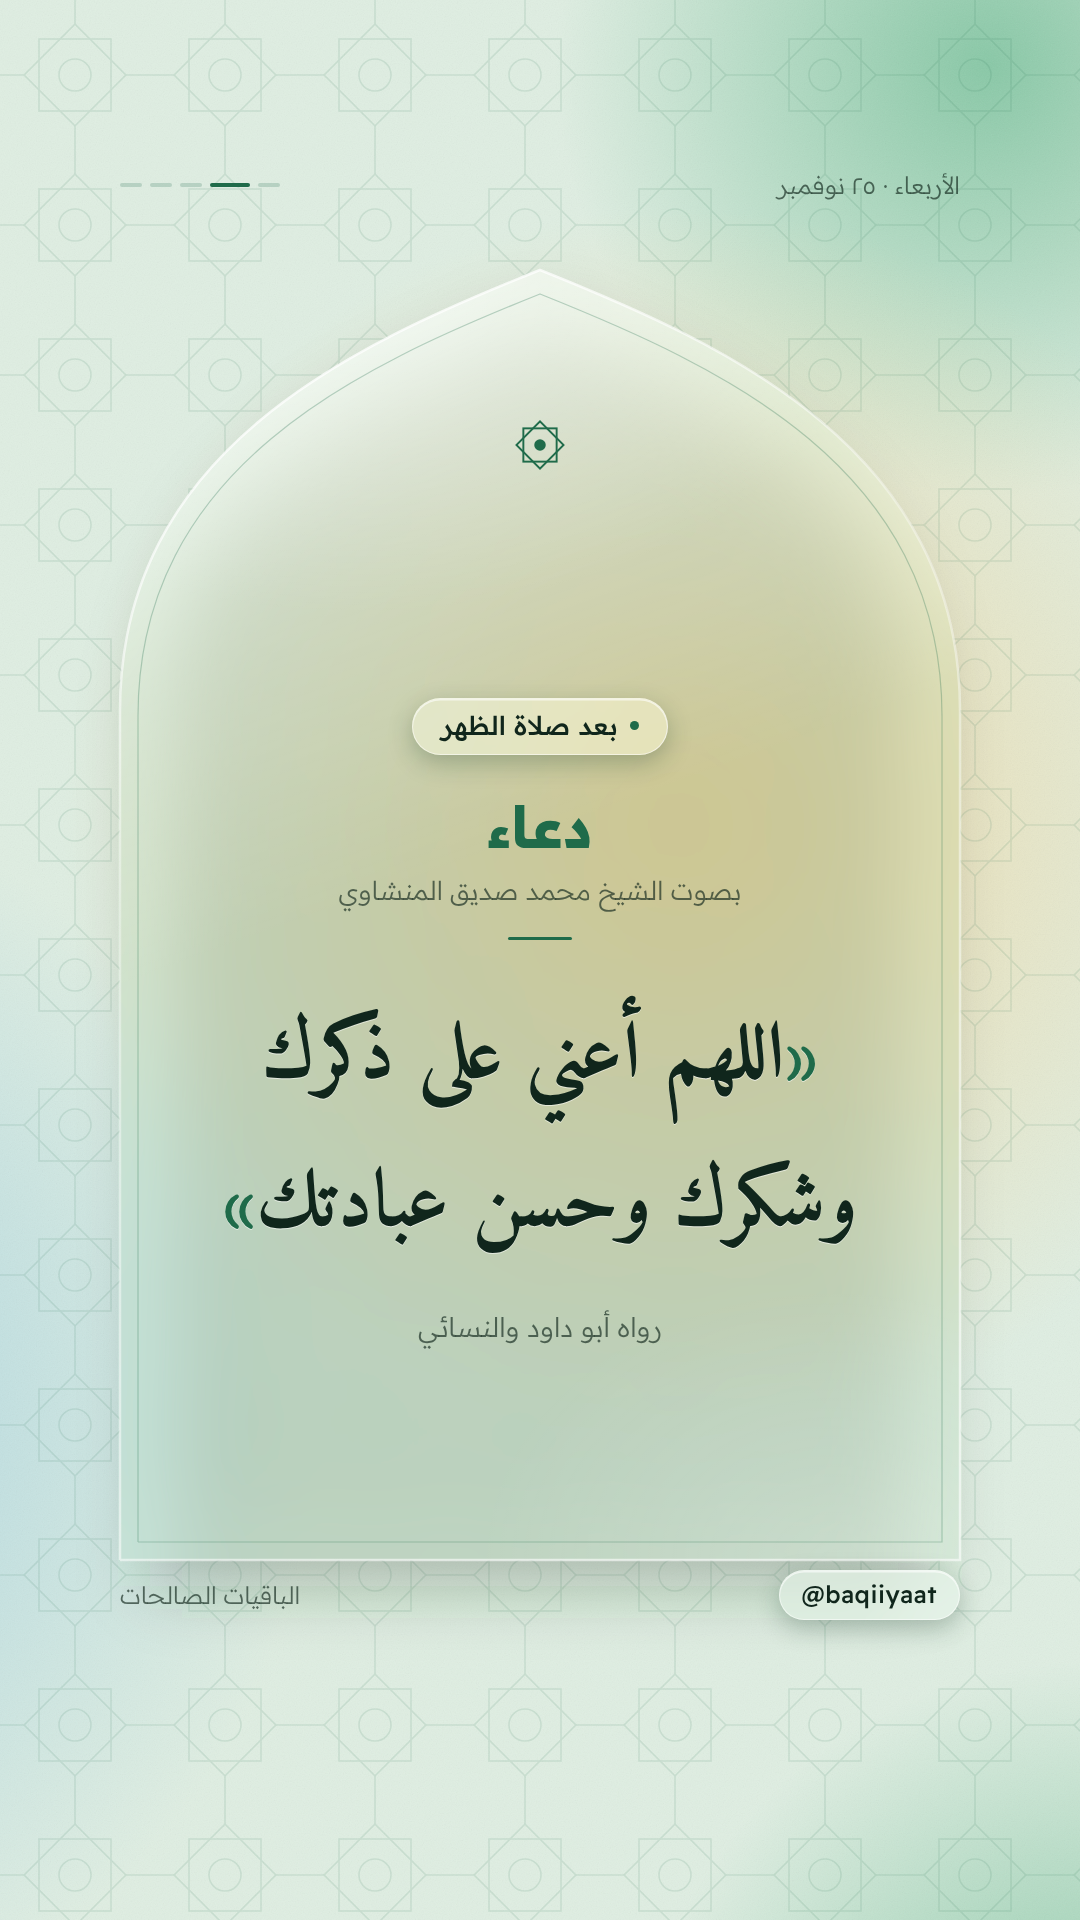 الأربعاء · ٢٥ نوفمبر
بعد صلاة الظهر
دعاء
بصوت الشيخ محمد صديق المنشاوي
«اللهم أعني على ذكرك
وشكرك وحسن عبادتك»
رواه أبو داود والنسائي
@baqiiyaat
الباقيات الصالحات